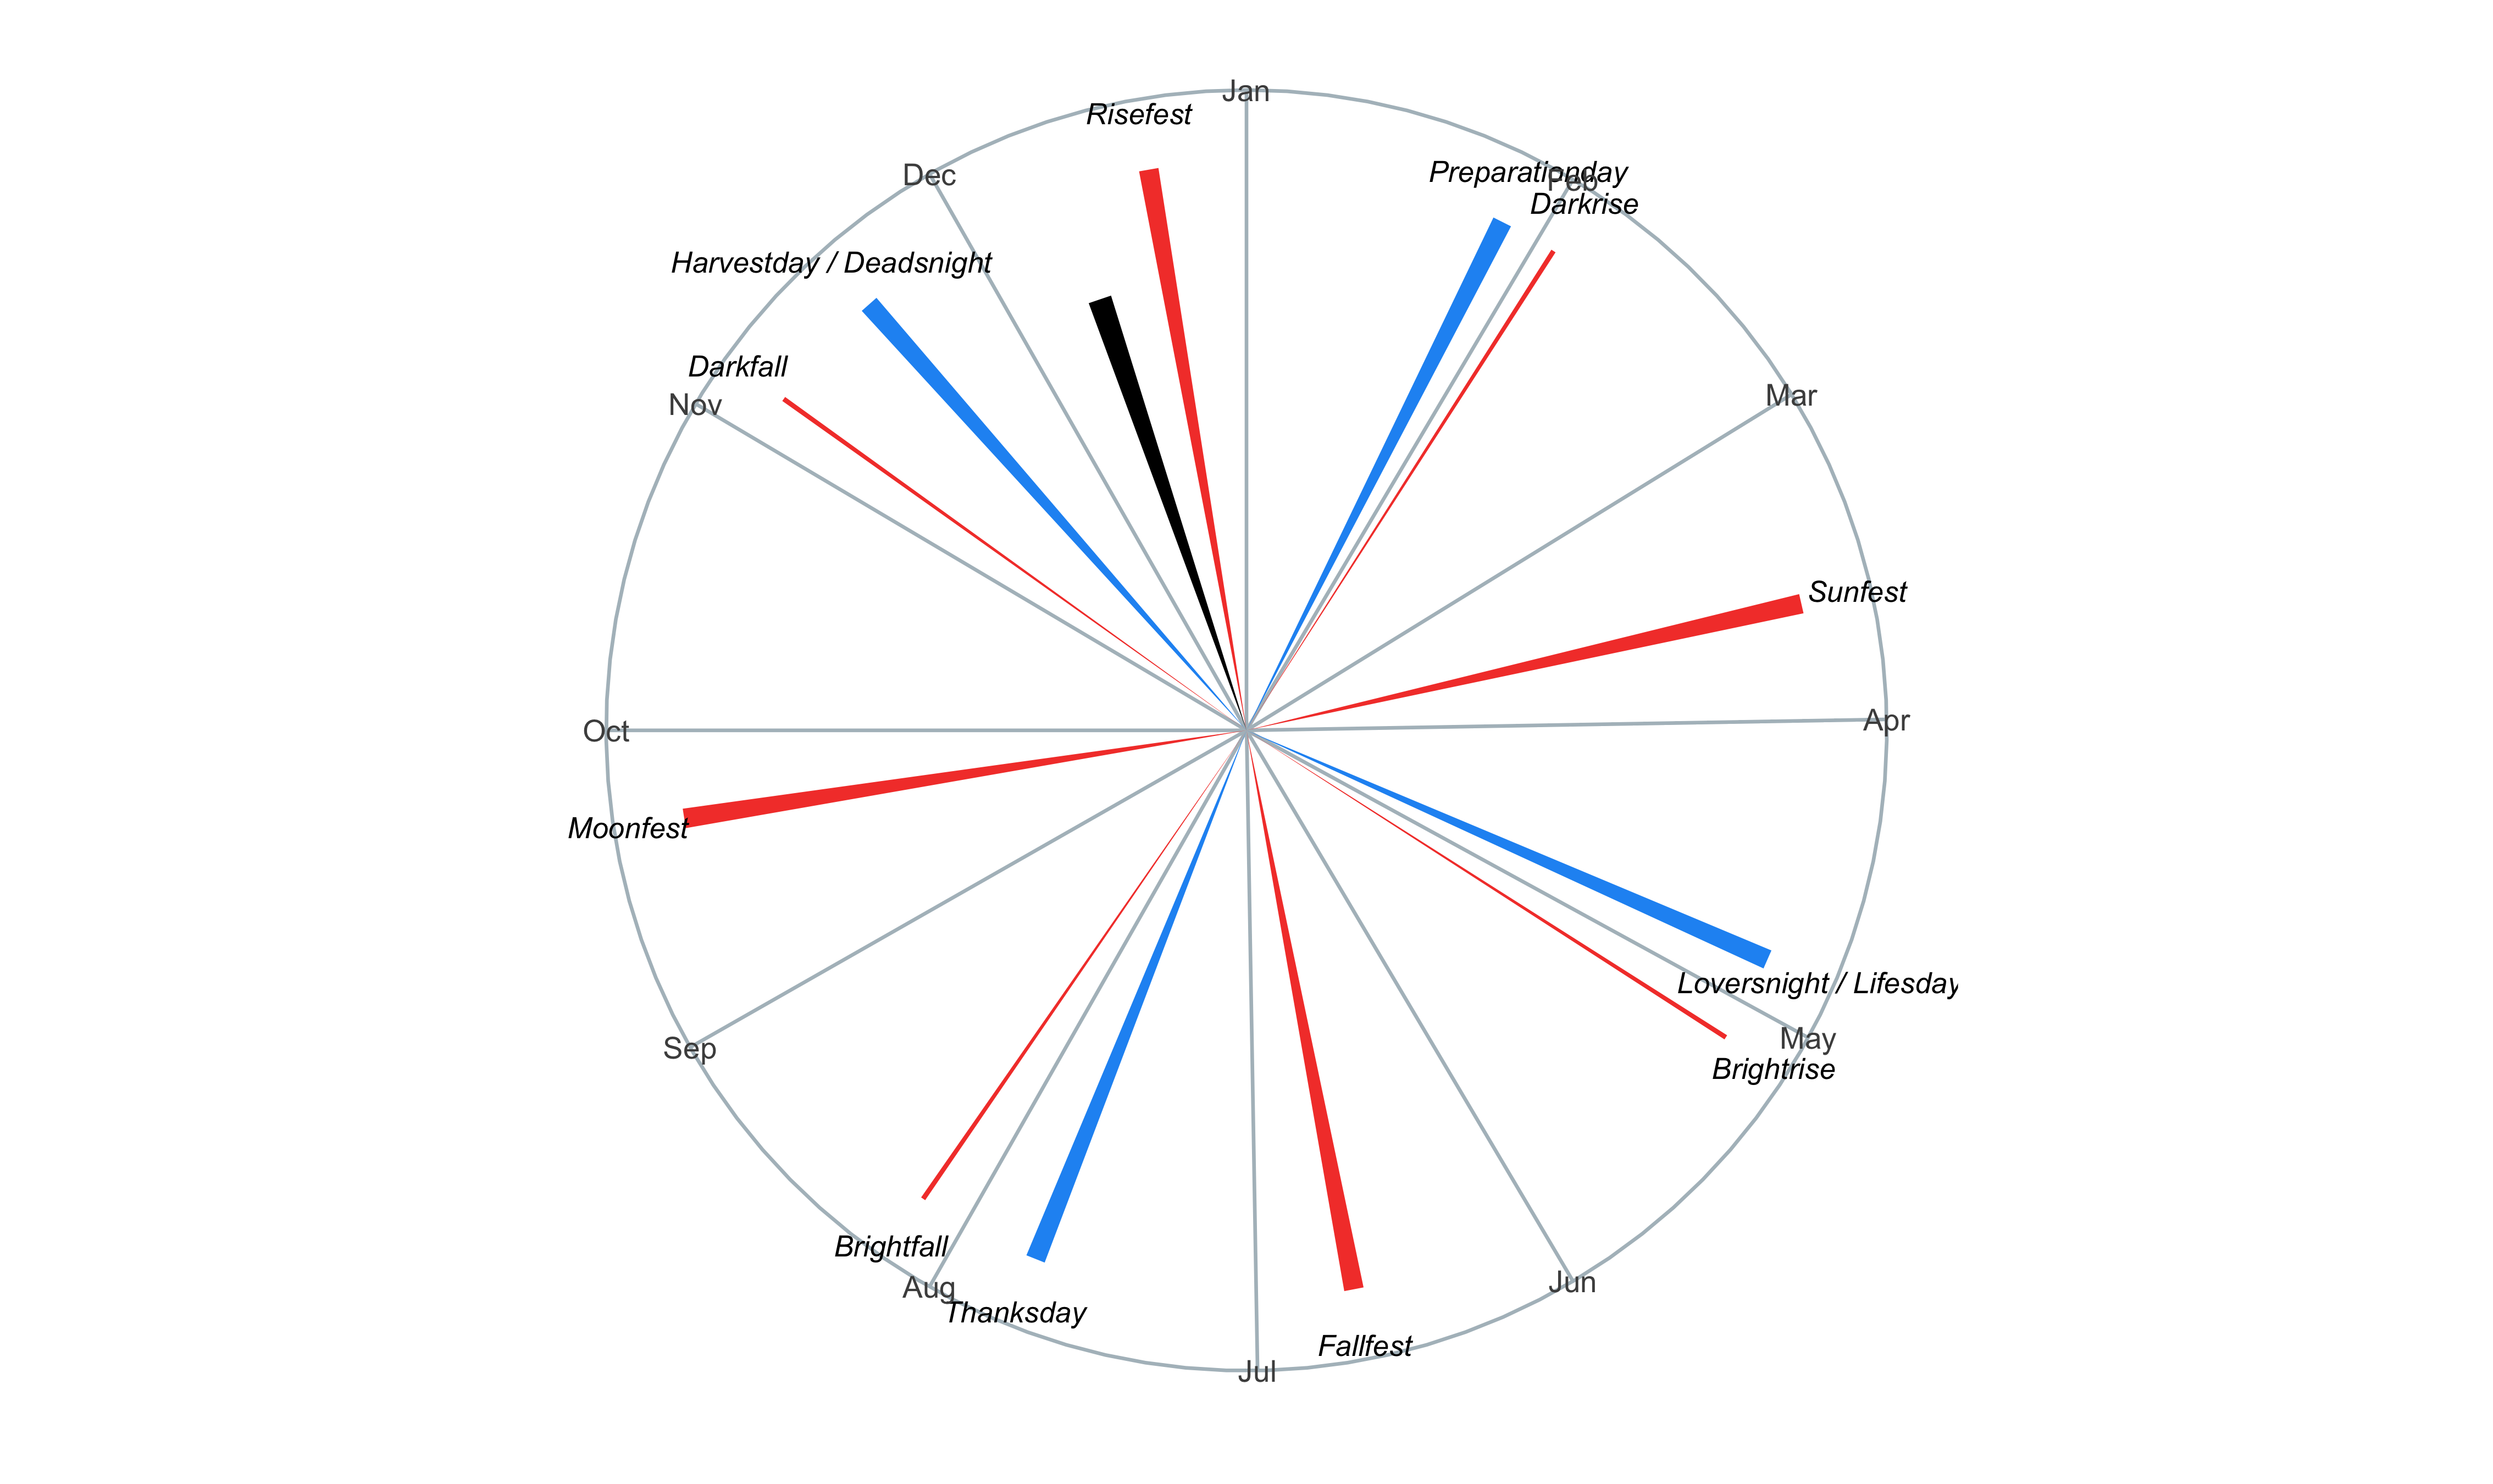 Jan
Risefest
Preparationday
Feb
Dec
Darkrise
Harvestday / Deadsnight
Darkfall
Mar
Nov
Sunfest
Apr
Oct
Moonfest
Loversnight / Lifesday
May
Sep
Brightrise
Brightfall
Jun
Aug
Thanksday
Fallfest
Jul